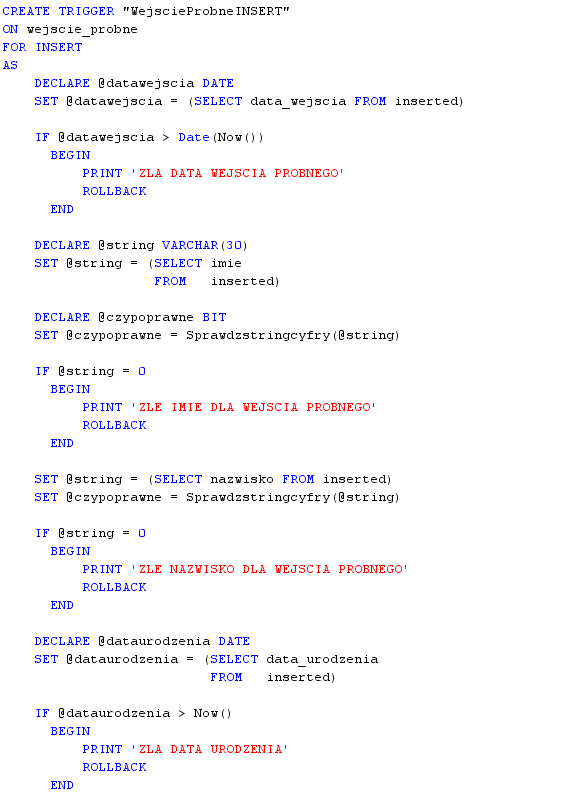 CREATE TRIGGER "WejscieProbneINSERT"
ON wejscie_probne
FOR INSERT
AS
    DECLARE @datawejscia DATE
    SET @datawejscia = (SELECT data_wejscia FROM inserted)

    IF @datawejscia > Date(Now())
      BEGIN
          PRINT 'ZLA DATA WEJSCIA PROBNEGO'
          ROLLBACK
      END

    DECLARE @string VARCHAR(30)
    SET @string = (SELECT imie
                   FROM   inserted)

    DECLARE @czypoprawne BIT
    SET @czypoprawne = Sprawdzstringcyfry(@string)

    IF @string = 0
      BEGIN
          PRINT 'ZLE IMIE DLA WEJSCIA PROBNEGO'
          ROLLBACK
      END

    SET @string = (SELECT nazwisko FROM inserted)
    SET @czypoprawne = Sprawdzstringcyfry(@string)

    IF @string = 0
      BEGIN
          PRINT 'ZLE NAZWISKO DLA WEJSCIA PROBNEGO'
          ROLLBACK
      END

    DECLARE @dataurodzenia DATE
    SET @dataurodzenia = (SELECT data_urodzenia
                          FROM   inserted)

    IF @dataurodzenia > Now()
      BEGIN
          PRINT 'ZLA DATA URODZENIA'
          ROLLBACK
      END